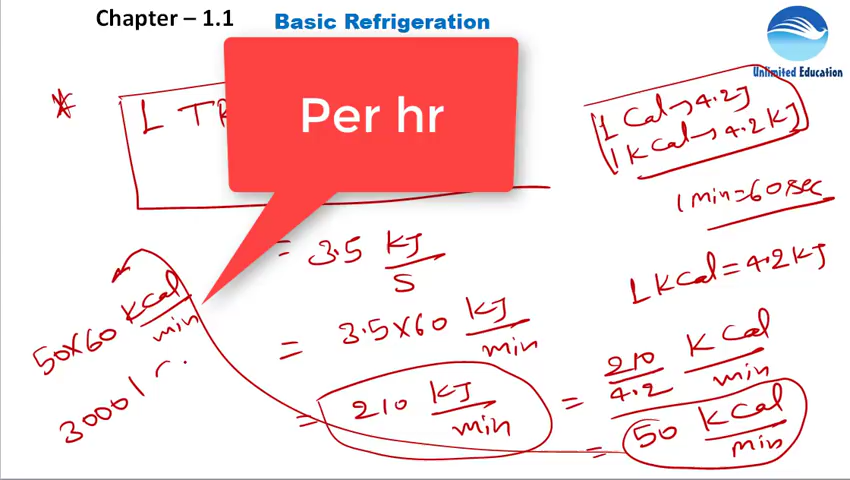 Chapter – 1.1
Basic Refrigeration
Unlimited Education
Per hr
1 TR
1 Cal → 4.2 J
1 K Cal → 4.2 KJ
1 min = 60 sec
1 K Cal = 4.2 KJ
= 3.5 KJ/S
= 3.5 × 60 KJ/min
= 210 KJ/min
= 210/4.2 K Cal/min
= 50 K Cal/min
50 × 60 K Cal/min
3000